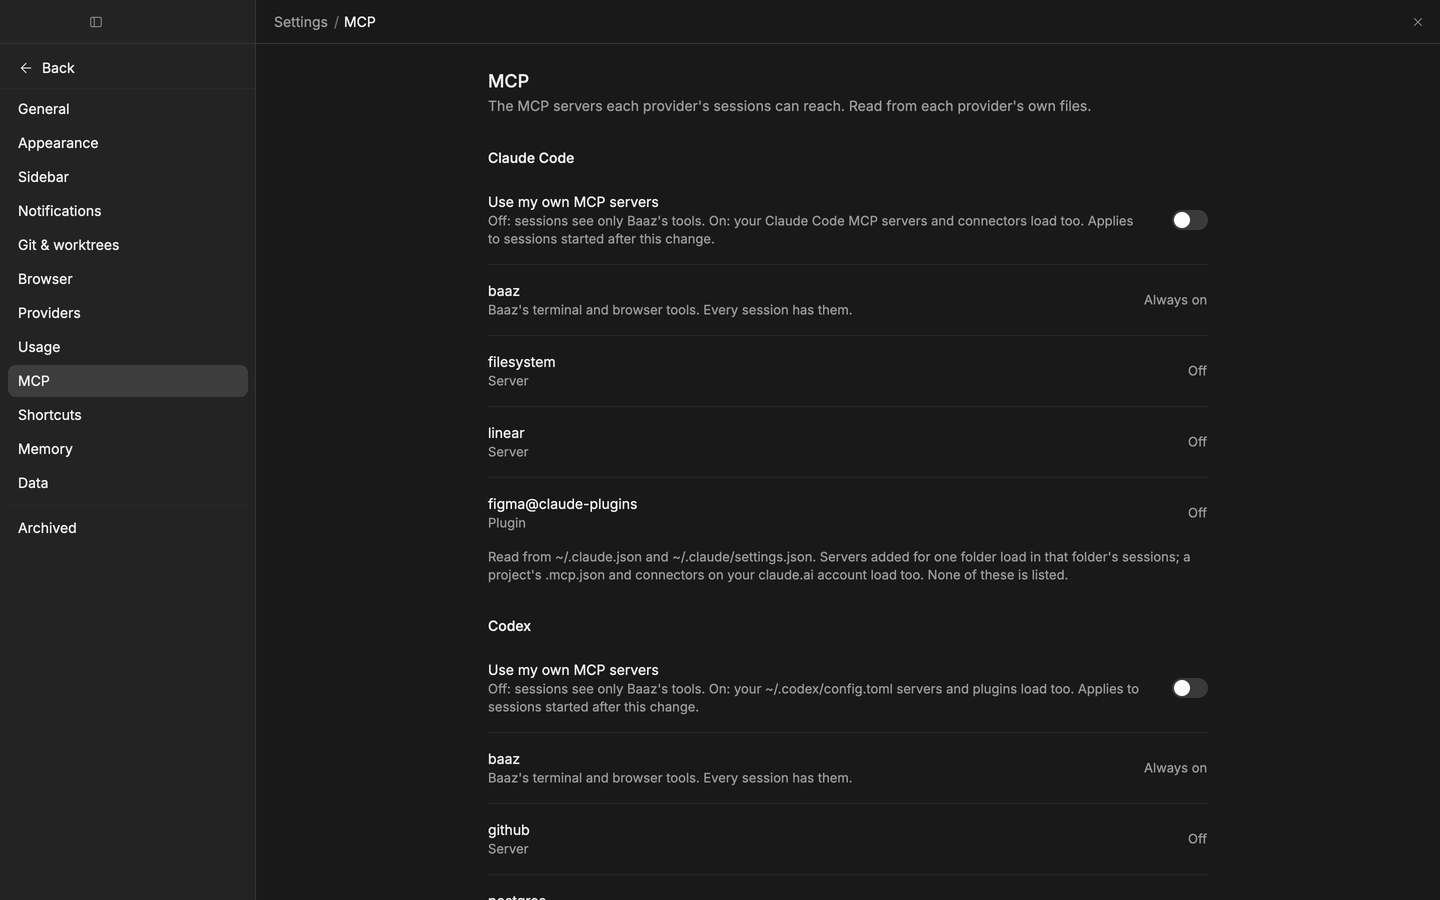 Settings / MCP
Back
General
Appearance
Sidebar
Notifications
Git & worktrees
Browser
Providers
Usage
MCP
Shortcuts
Memory
Data
Archived
MCP
The MCP servers each provider's sessions can reach. Read from each provider's own files.
Claude Code
Use my own MCP servers
Off: sessions see only Baaz's tools. On: your Claude Code MCP servers and connectors load too. Applies
to sessions started after this change.
baaz
Baaz's terminal and browser tools. Every session has them.
Always on
filesystem
Server
Off
linear
Server
Off
figma@claude-plugins
Plugin
Off
Read from ~/.claude.json and ~/.claude/settings.json. Servers added for one folder load in that folder's sessions; a
project's .mcp.json and connectors on your claude.ai account load too. None of these is listed.
Codex
Use my own MCP servers
Off: sessions see only Baaz's tools. On: your ~/.codex/config.toml servers and plugins load too. Applies to
sessions started after this change.
baaz
Baaz's terminal and browser tools. Every session has them.
Always on
github
Server
Off